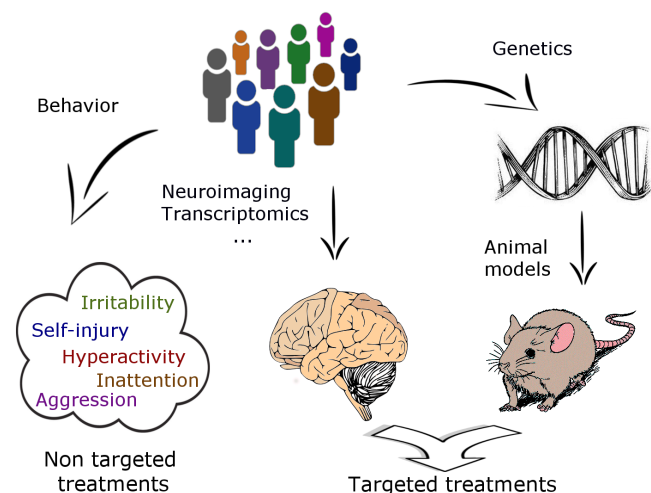 Genetics
Behavior
Neuroimaging
Transcriptomics
...
Animal
models
Irritability
Self-injury
Hyperactivity
Inattention
Aggression
Non targeted
treatments
Targeted treatments